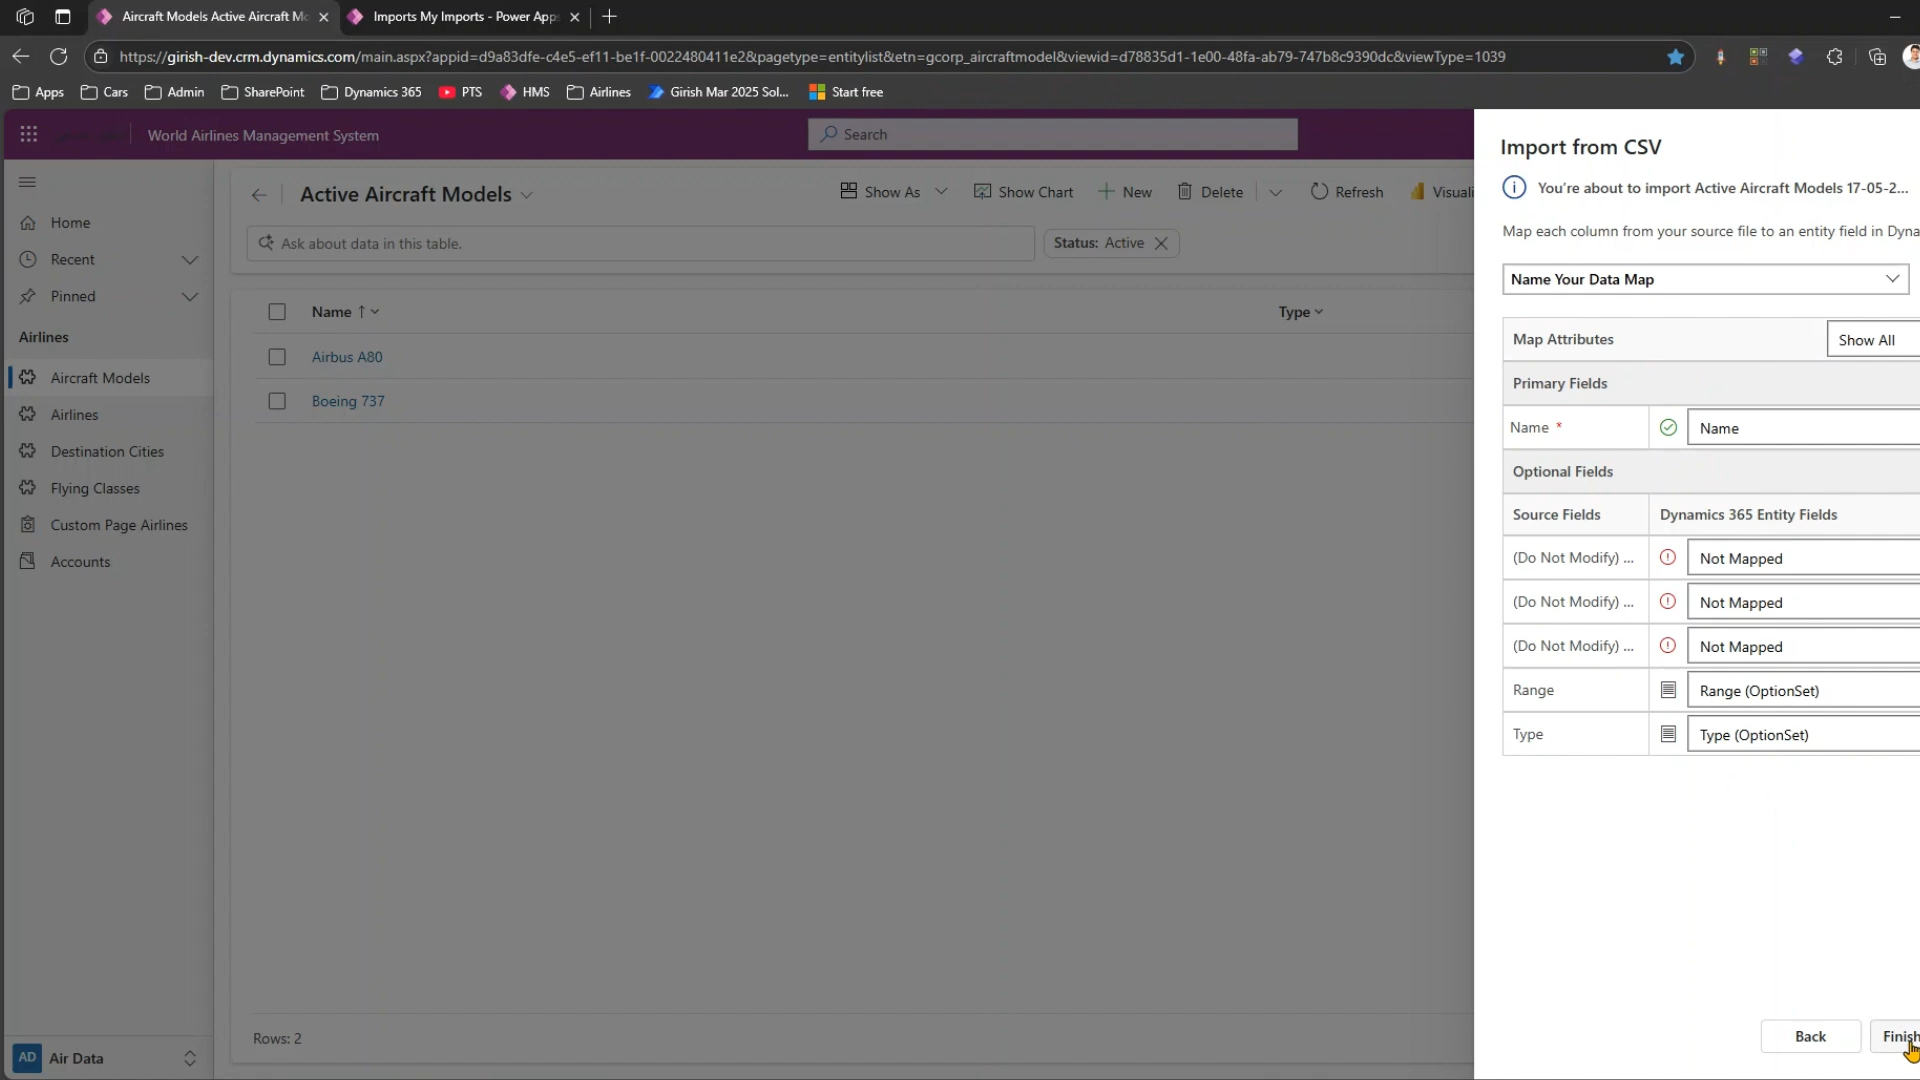 Aircraft Models Active Aircraft Mo
Imports My Imports - Power Apps
https://girish-dev.crm.dynamics.com/main.aspx?appid=d9a83dfe-c4e5-ef11-be1f-0022480411e2&pagetype=entitylist&etn=gcorp_aircraftmodel&viewid=d78835d1-1e00-48fa-ab79-747b8c9390dc&viewType=1039
Apps Cars Admin SharePoint Dynamics 365 PTS HMS Airlines Girish Mar 2025 Sol... Start free
World Airlines Management System
Search
Home
Recent
Pinned
Airlines
Aircraft Models
Airlines
Destination Cities
Flying Classes
Custom Page Airlines
Accounts
AD Air Data
Active Aircraft Models
Show As Show Chart New Delete Refresh Visuali
Ask about data in this table.
Status: Active
Name ↑ Type
Airbus A80
Boeing 737
Rows: 2
Import from CSV
You're about to import Active Aircraft Models 17-05-2...
Map each column from your source file to an entity field in Dyna
Name Your Data Map
Map Attributes Show All
Primary Fields
Name * Name
Optional Fields
Source Fields Dynamics 365 Entity Fields
(Do Not Modify) ... Not Mapped
(Do Not Modify) ... Not Mapped
(Do Not Modify) ... Not Mapped
Range Range (OptionSet)
Type Type (OptionSet)
Back Finish